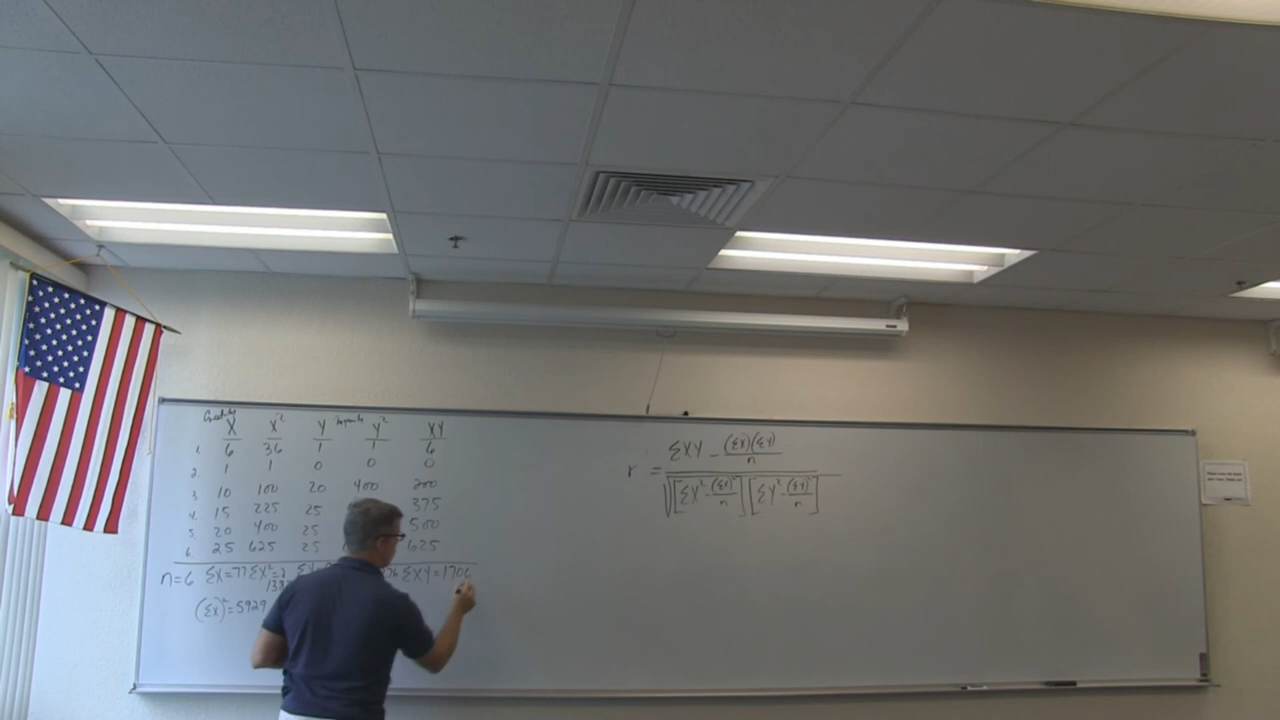 X X² Y Y² XY
1. 6 36 1 1 6
2. 1 1 0 0 0
3. 10 100 20 400 200
4. 15 225 25 375
5. 20 400 25 500
6. 25 625 25 625
n=6 ΣX=77 ΣX²= ΣXY=1706
(ΣX)²=5929
r = ΣXY - (ΣX)(ΣY)
n
√[ΣX² - (ΣX)²/n] [ΣY² - (ΣY)²/n]